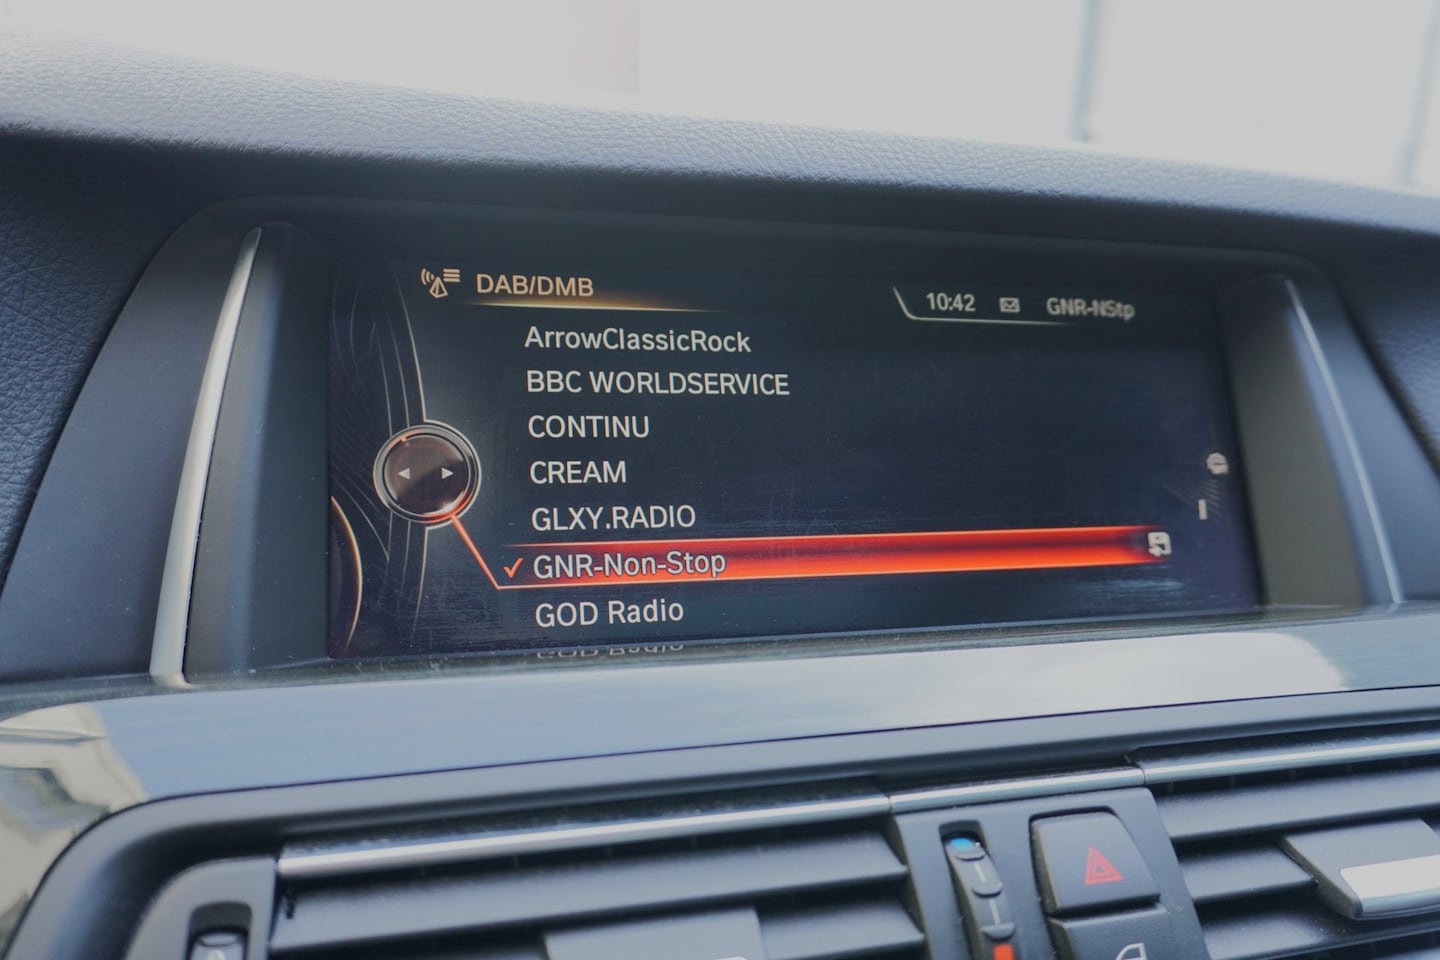 DAB/DMB
10:42 GNR-NStp
ArrowClassicRock
BBC WORLDSERVICE
CONTINU
CREAM
GLXY.RADIO
GNR-Non-Stop
GOD Radio